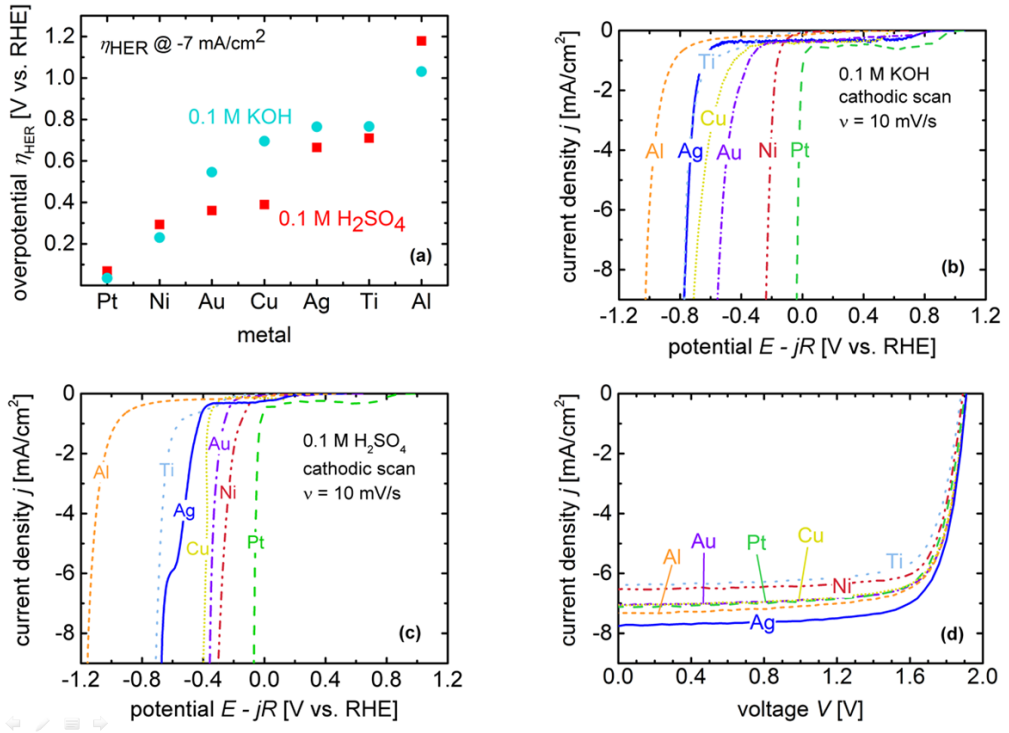 η_HER @ -7 mA/cm²
0.1 M KOH
0.1 M H₂SO₄
(a)
overpotential η_HER [V vs. RHE]
1.2
1.0
0.8
0.6
0.4
0.2
Pt Ni Au Cu Ag Ti Al
metal
0.1 M KOH
cathodic scan
ν = 10 mV/s
Ti
Cu
Al Ag Au Ni Pt
(b)
current density j [mA/cm²]
0
-2
-4
-6
-8
-1.2 -0.8 -0.4 0.0 0.4 0.8 1.2
potential E - jR [V vs. RHE]
0.1 M H₂SO₄
cathodic scan
ν = 10 mV/s
Au
Al Ti
Ni
Ag
Cu Pt
(c)
current density j [mA/cm²]
0
-2
-4
-6
-8
-1.2 -0.8 -0.4 0.0 0.4 0.8 1.2
potential E - jR [V vs. RHE]
Al Au Pt Cu Ti
Ni
Ag
(d)
current density j [mA/cm²]
0
-2
-4
-6
-8
0.0 0.4 0.8 1.2 1.6 2.0
voltage V [V]